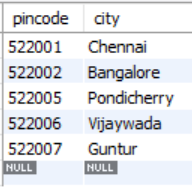 pincode city
522001 Chennai
522002 Bangalore
522005 Pondicherry
522006 Vijaywada
522007 Guntur
NULL NULL